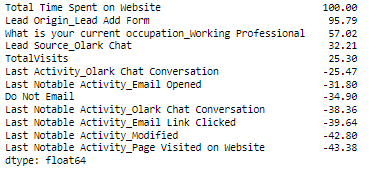 Total Time Spent on Website 100.00
Lead Origin_Lead Add Form 95.79
What is your current occupation_Working Professional 57.02
Lead Source_Olark Chat 32.21
TotalVisits 25.30
Last Activity_Olark Chat Conversation -25.47
Last Notable Activity_Email Opened -31.80
Do Not Email -34.90
Last Notable Activity_Olark Chat Conversation -38.36
Last Notable Activity_Email Link Clicked -39.64
Last Notable Activity_Modified -42.80
Last Notable Activity_Page Visited on Website -43.38
dtype: float64